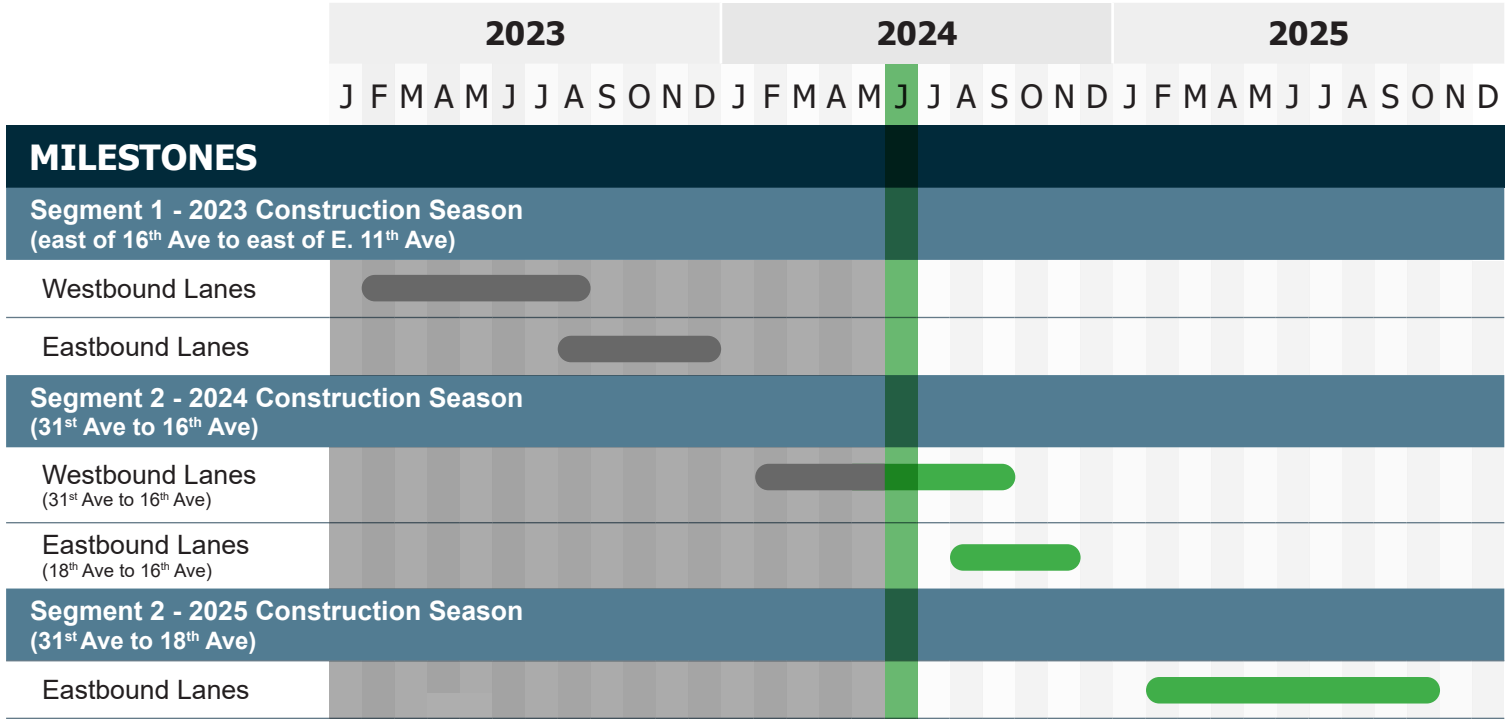 2023 2024 2025
J F M A M J J A S O N D J F M A M J J A S O N D J F M A M J J A S O N D
MILESTONES
Segment 1 - 2023 Construction Season
(east of 16th Ave to east of E. 11th Ave)
Westbound Lanes
Eastbound Lanes
Segment 2 - 2024 Construction Season
(31st Ave to 16th Ave)
Westbound Lanes
(31st Ave to 16th Ave)
Eastbound Lanes
(18th Ave to 16th Ave)
Segment 2 - 2025 Construction Season
(31st Ave to 18th Ave)
Eastbound Lanes